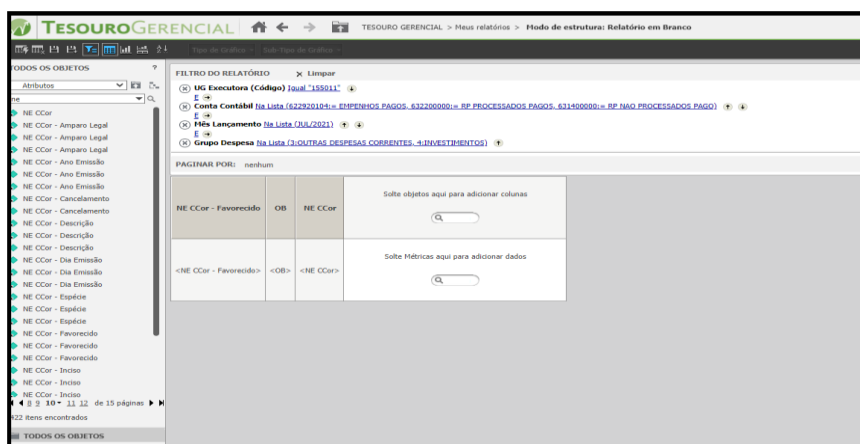 TESOUROGERENCIAL TESOURO GERENCIAL > Meus relatórios > Modo de estrutura: Relatório em Branco
Tipo de Gráfico Sub-Tipo de Gráfico
TODOS OS OBJETOS ?
Atributos
ne
NE CCor
NE CCor - Amparo Legal
NE CCor - Amparo Legal
NE CCor - Amparo Legal
NE CCor - Ano Emissão
NE CCor - Ano Emissão
NE CCor - Ano Emissão
NE CCor - Cancelamento
NE CCor - Cancelamento
NE CCor - Descrição
NE CCor - Descrição
NE CCor - Descrição
NE CCor - Dia Emissão
NE CCor - Dia Emissão
NE CCor - Dia Emissão
NE CCor - Espécie
NE CCor - Espécie
NE CCor - Espécie
NE CCor - Favorecido
NE CCor - Favorecido
NE CCor - Favorecido
NE CCor - Inciso
NE CCor - Inciso
NE CCor - Inciso
8 9 10 11 12 de 15 páginas
422 itens encontrados
TODOS OS OBJETOS
FILTRO DO RELATÓRIO Limpar
UG Executora (Código) Igual "155011"
E
Conta Contábil Na Lista (622920104:= EMPENHOS PAGOS, 632200000:= RP PROCESSADOS PAGOS, 631400000:= RP NAO PROCESSADOS PAGO)
E
Mês Lançamento Na Lista (JUL/2021)
E
Grupo Despesa Na Lista (3:OUTRAS DESPESAS CORRENTES, 4:INVESTIMENTOS)
PAGINAR POR: nenhum
NE CCor - Favorecido OB NE CCor Solte objetos aqui para adicionar colunas
<NE CCor - Favorecido> <OB> <NE CCor> Solte Métricas aqui para adicionar dados